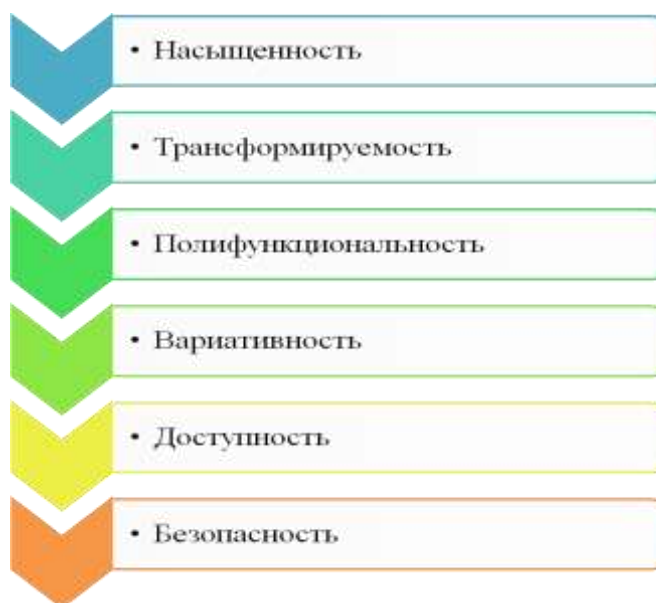 • Насыщенность
• Трансформируемость
• Полифункциональность
• Вариативность
• Доступность
• Безопасность